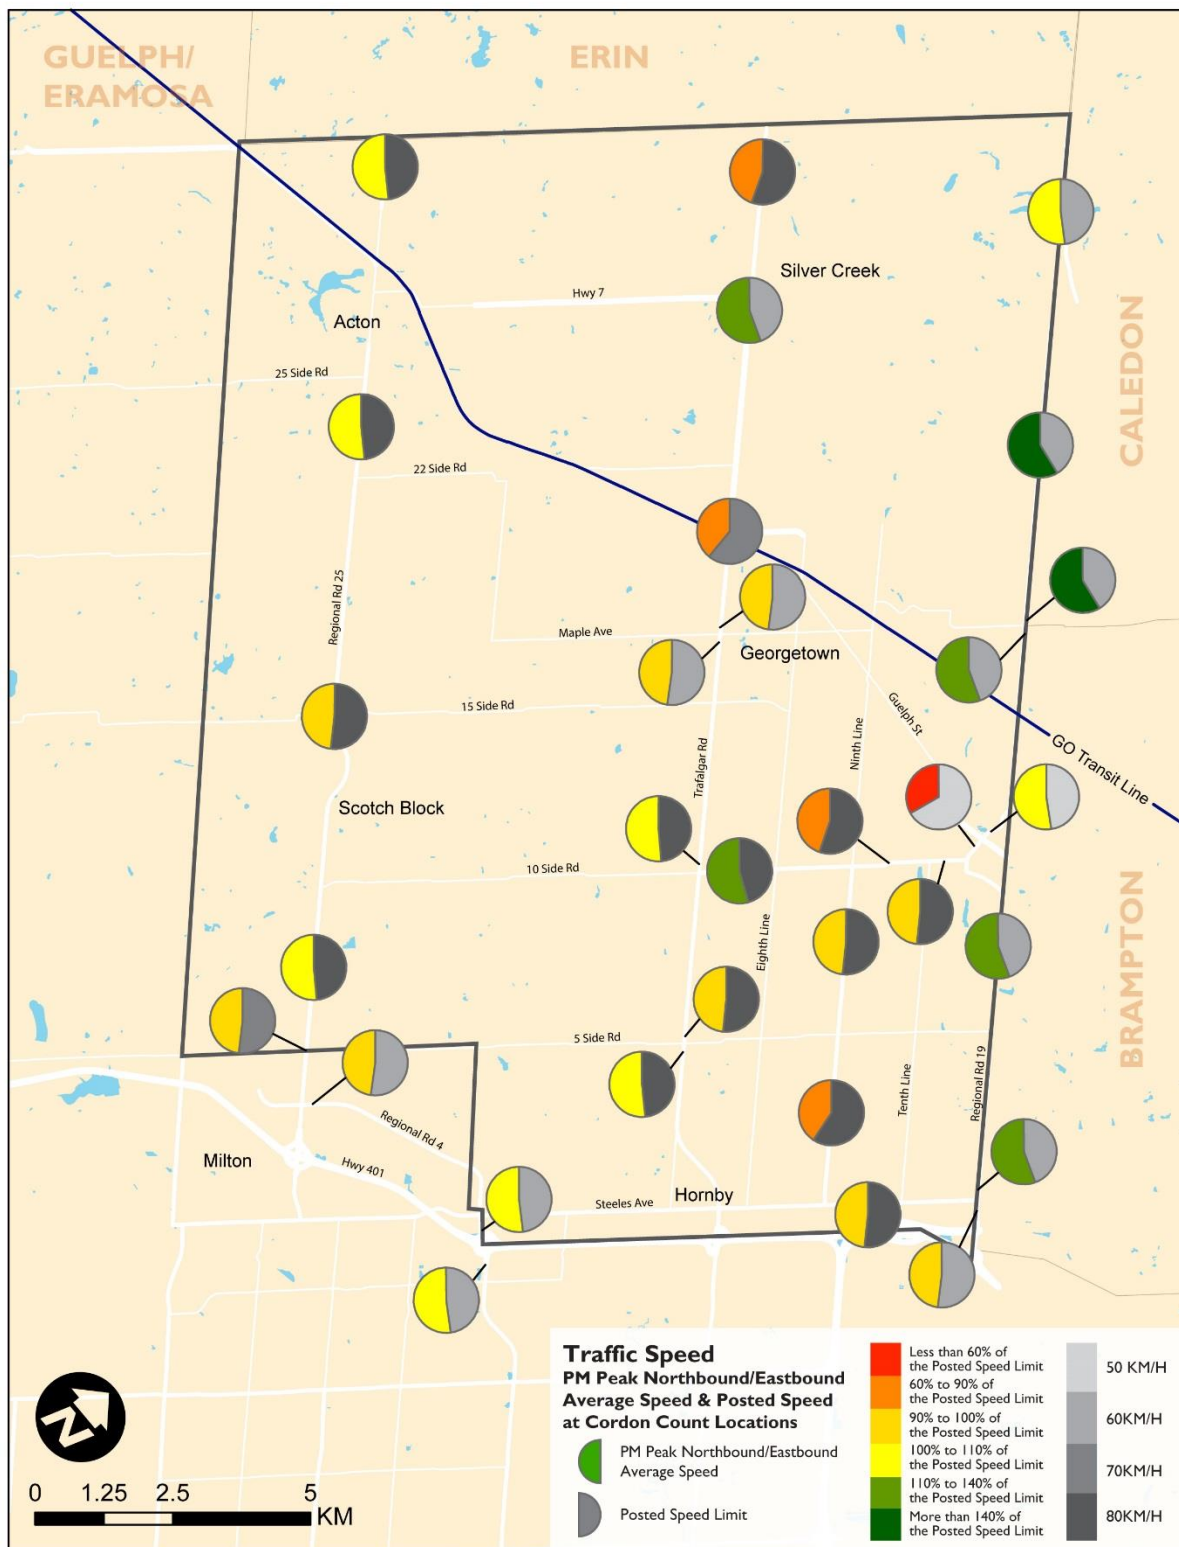 GUELPH/
ERAMOSA
ERIN
Silver Creek
Hwy 7
Acton
CALEDON
25 Side Rd
22 Side Rd
Regional Rd 25
Maple Ave
Georgetown
15 Side Rd
Guelph St
Trafalgar Rd
Ninth Line
GO Transit Line
Scotch Block
10 Side Rd
Eighth Line
BRAMPTON
5 Side Rd
Tenth Line
Regional Rd 19
Regional Rd 4
Milton
Hwy 401
Hornby
Steeles Ave
Traffic Speed
PM Peak Northbound/Eastbound
Average Speed & Posted Speed
at Cordon Count Locations
PM Peak Northbound/Eastbound
Average Speed
Posted Speed Limit
Less than 60% of
the Posted Speed Limit
60% to 90% of
the Posted Speed Limit
90% to 100% of
the Posted Speed Limit
100% to 110% of
the Posted Speed Limit
110% to 140% of
the Posted Speed Limit
More than 140% of
the Posted Speed Limit
50 KM/H
60KM/H
70KM/H
80KM/H
N
0 1.25 2.5 5
KM